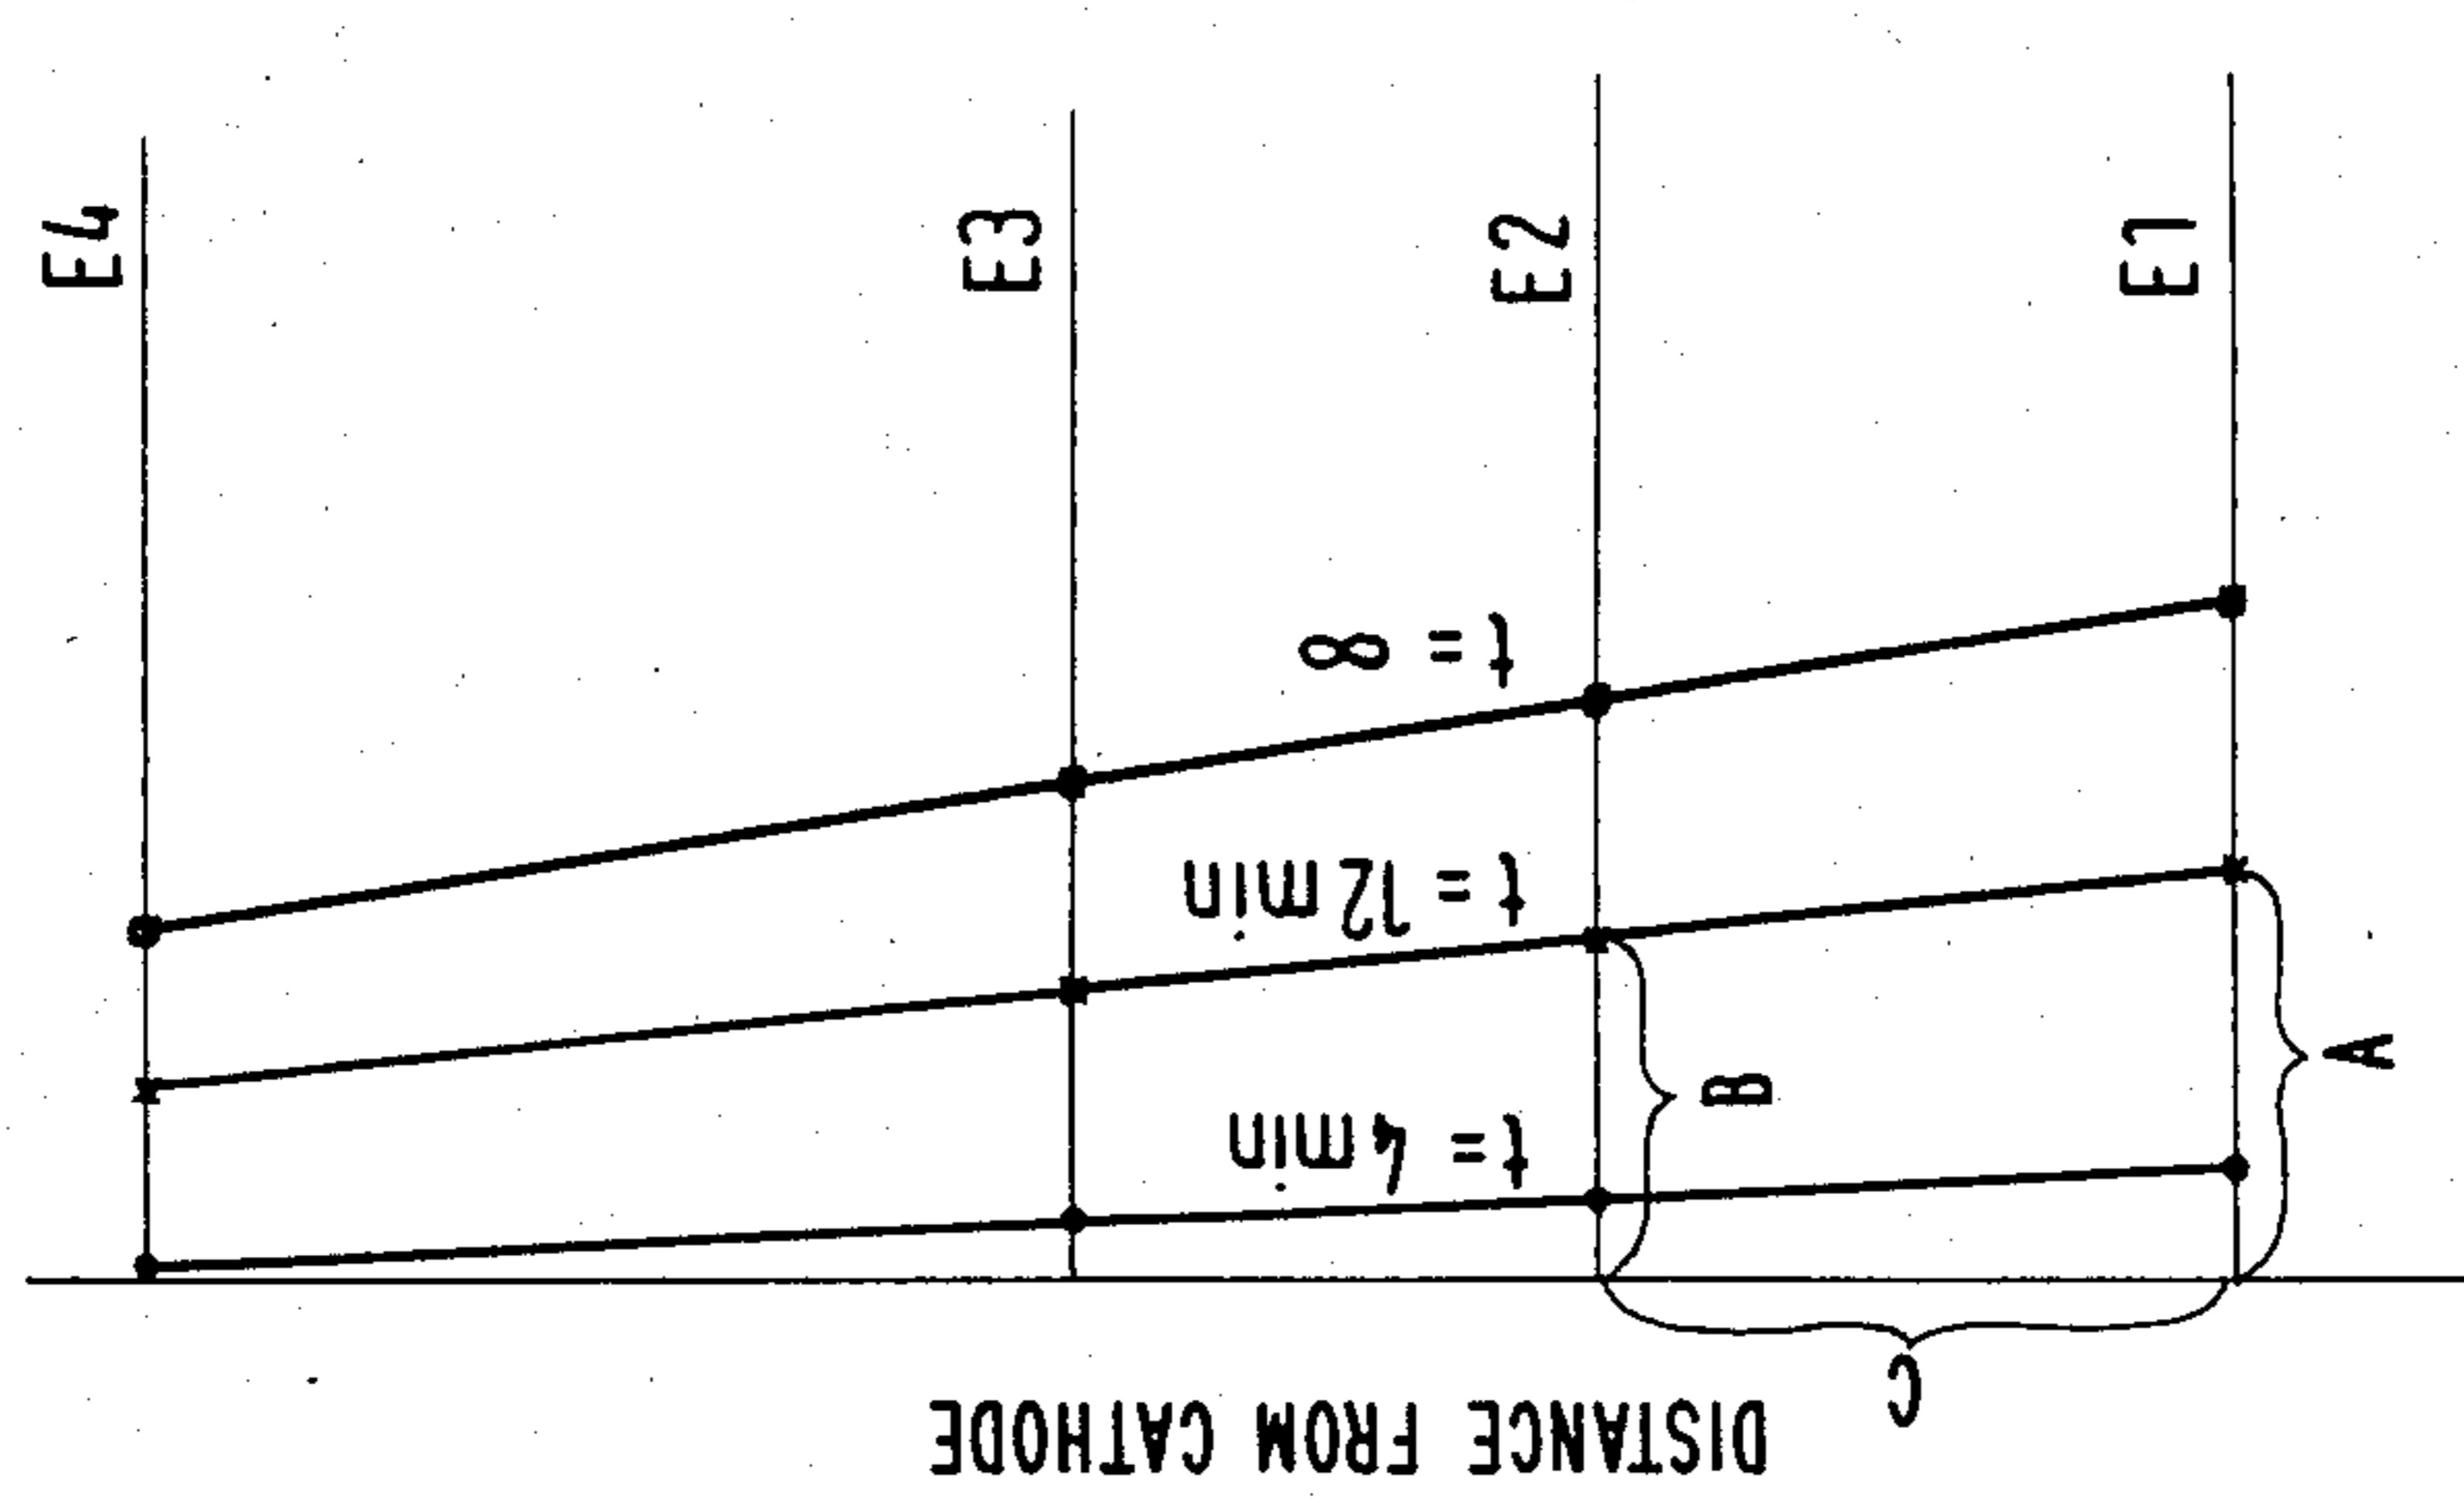 E4
E3
E2
E1
t = ∞
t = 12 min
t = 4 min
B
A
C
DISTANCE FROM CATHODE